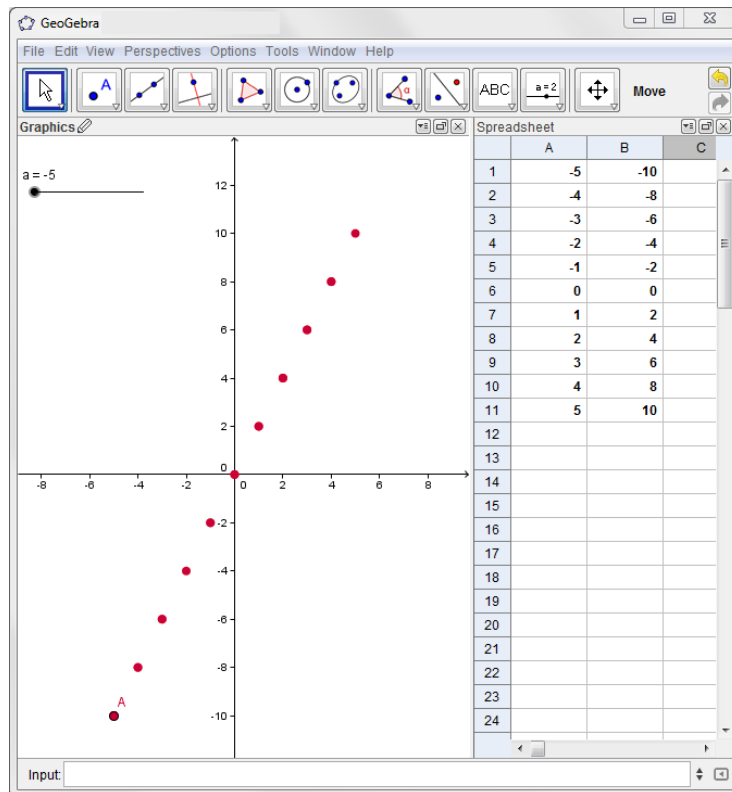 GeoGebra
File Edit View Perspectives Options Tools Window Help
A α ABC a = 2 Move
Graphics Spreadsheet
a = -5
12
10
8
6
4
2
0
-8 -6 -4 -2 0 2 4 6 8
-2
-4
-6
-8
A
-10
A B C
1 -5 -10
2 -4 -8
3 -3 -6
4 -2 -4
5 -1 -2
6 0 0
7 1 2
8 2 4
9 3 6
10 4 8
11 5 10
12
13
14
15
16
17
18
19
20
21
22
23
24
Input: